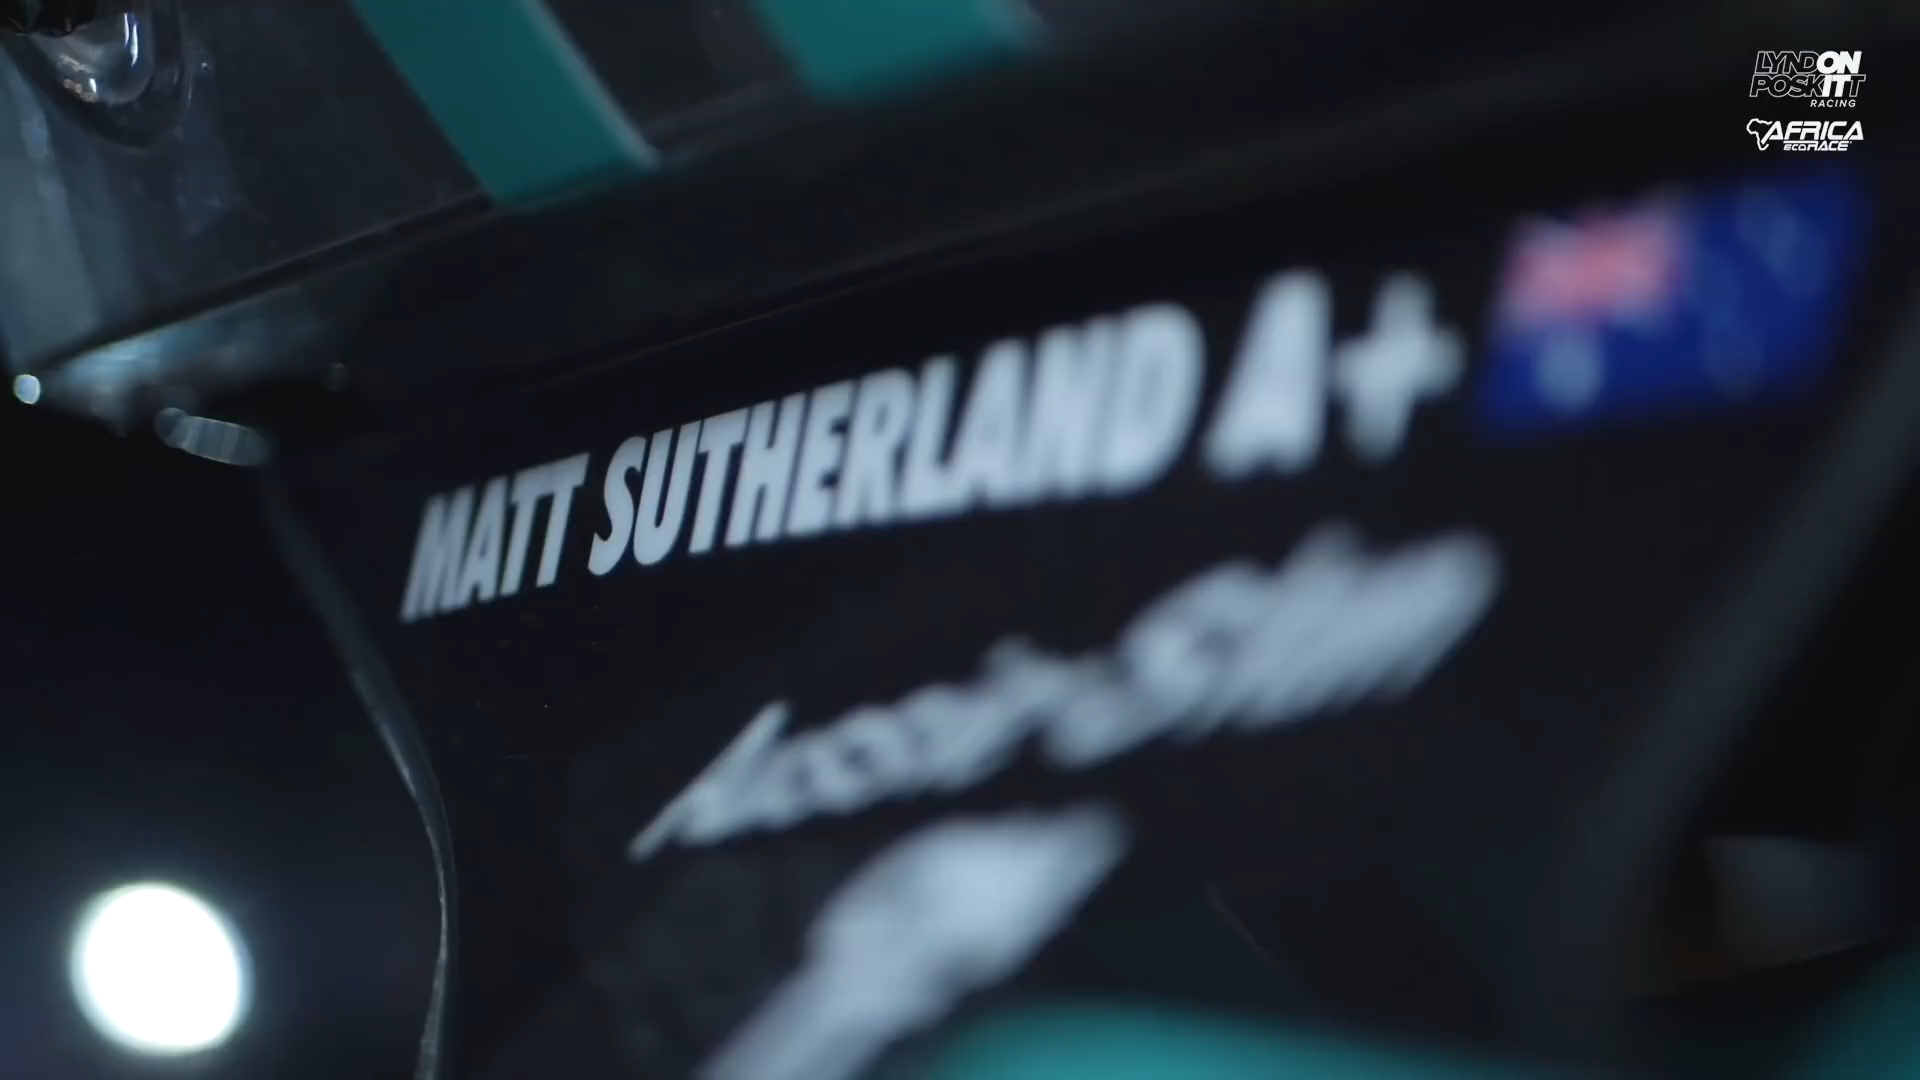 LYNDON
POSKITT
RACING
AFRICA
ECORACE
MATT SUTHERLAND A+